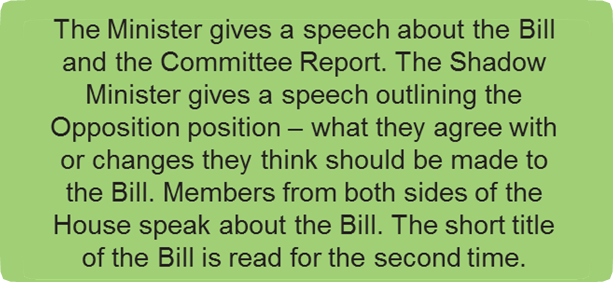 The Minister gives a speech about the Bill
and the Committee Report. The Shadow
Minister gives a speech outlining the
Opposition position – what they agree with
or changes they think should be made to
the Bill. Members from both sides of the
House speak about the Bill. The short title
of the Bill is read for the second time.